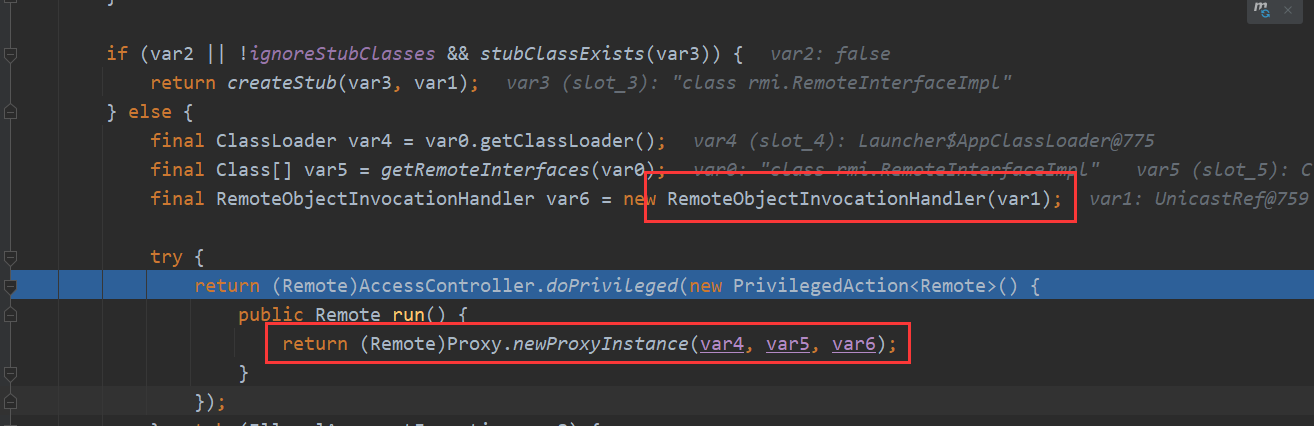 }
if (var2 || !ignoreStubClasses && stubClassExists(var3)) { var2: false
return createStub(var3, var1); var3 (slot_3): "class rmi.RemoteInterfaceImpl"
} else {
final ClassLoader var4 = var0.getClassLoader(); var4 (slot_4): Launcher$AppClassLoader@775
final Class[] var5 = getRemoteInterfaces(var0); var0: "class rmi.RemoteInterfaceImpl" var5 (slot_5): C
final RemoteObjectInvocationHandler var6 = new RemoteObjectInvocationHandler(var1); var1: UnicastRef@759
try {
return (Remote)AccessController.doPrivileged(new PrivilegedAction<Remote>() {
public Remote run() {
return (Remote)Proxy.newProxyInstance(var4, var5, var6);
}
});